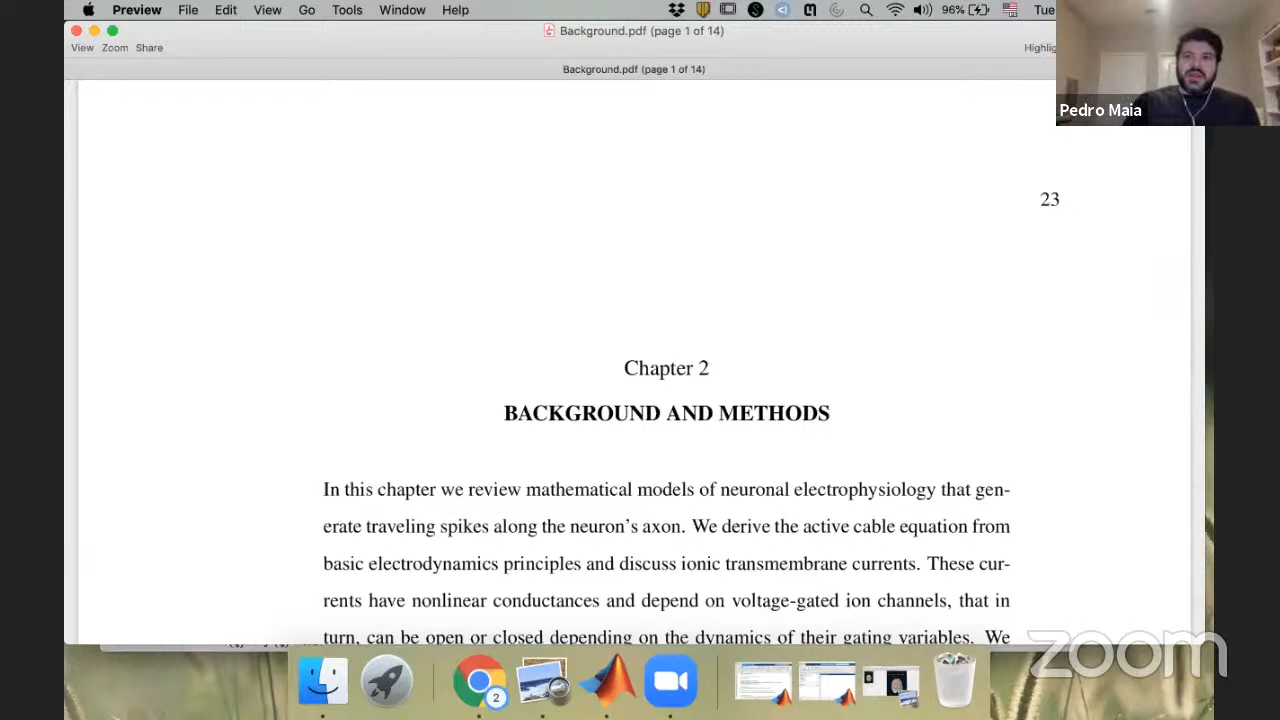 Preview File Edit View Go Tools Window Help 96% Tue
Background.pdf (page 1 of 14)
View Zoom Share Highlig
Background.pdf (page 1 of 14)
Pedro Maia
23
Chapter 2
BACKGROUND AND METHODS
In this chapter we review mathematical models of neuronal electrophysiology that gen-
erate traveling spikes along the neuron's axon. We derive the active cable equation from
basic electrodynamics principles and discuss ionic transmembrane currents. These cur-
rents have nonlinear conductances and depend on voltage-gated ion channels, that in
turn, can be open or closed depending on the dynamics of their gating variables. We
zoom
2